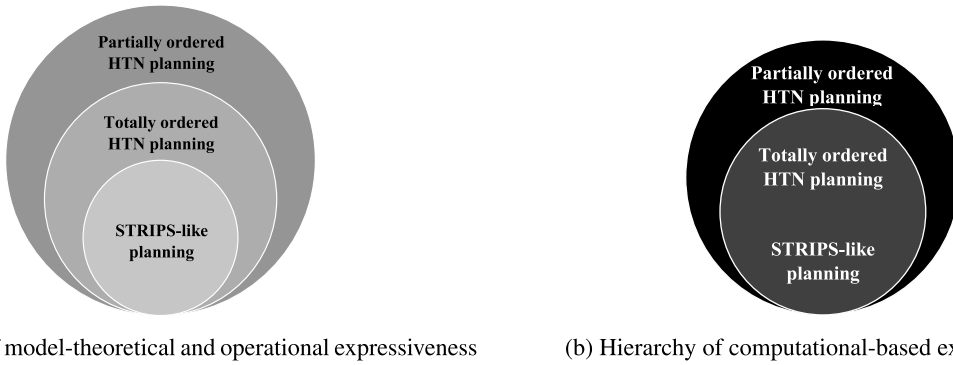 Partially ordered
HTN planning
Totally ordered
HTN planning
STRIPS-like
planning
Partially ordered
HTN planning
Totally ordered
HTN planning
STRIPS-like
planning
model-theoretical and operational expressiveness
(b) Hierarchy of computational-based